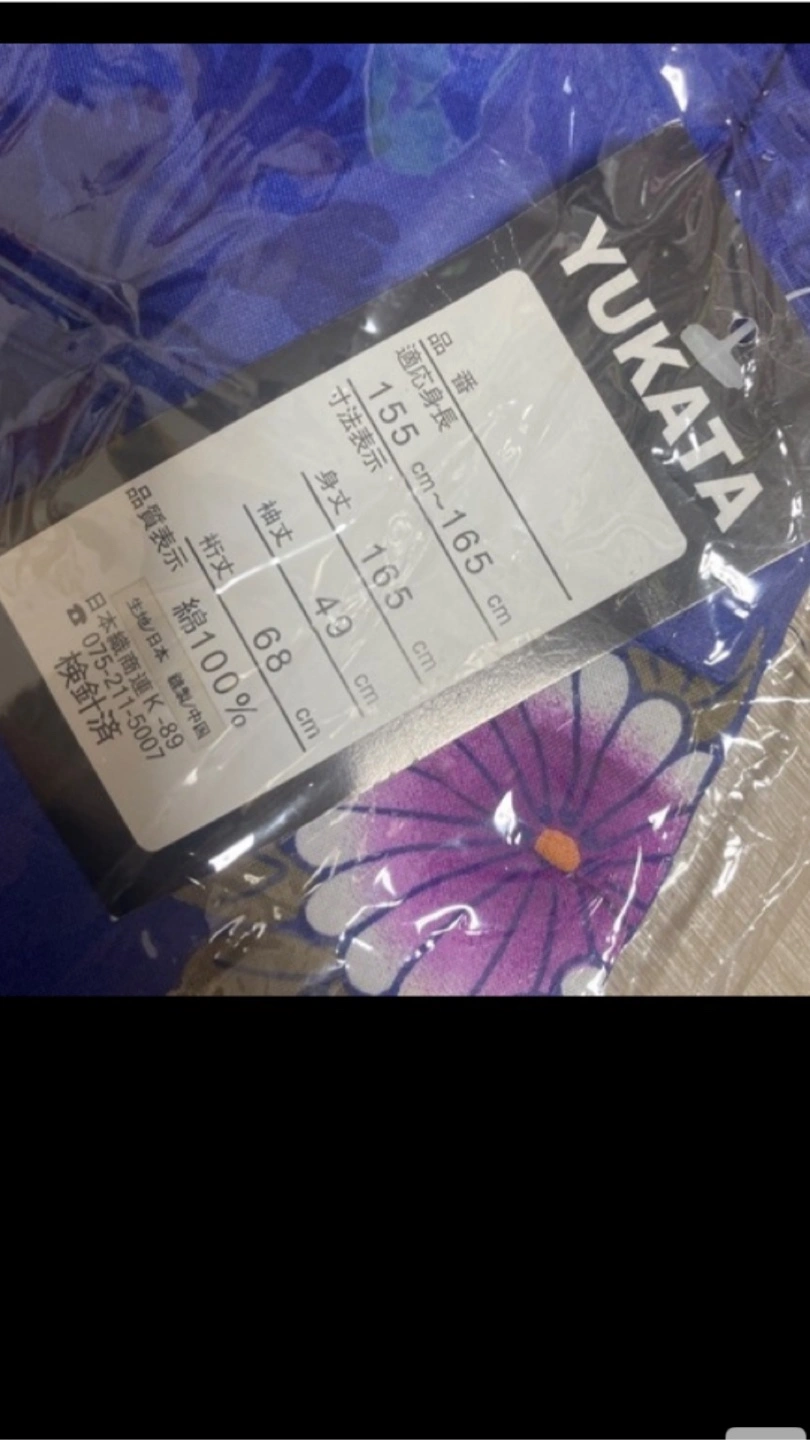 YUKATA
品番
適応身長
155 cm~165 cm
寸法表示
身丈 165 cm
袖丈 49 cm
裄丈 68 cm
品質表示
綿100%
生地/日本 縫製/中国
日本織商連K-89
☎ 075-211-5007
検針済